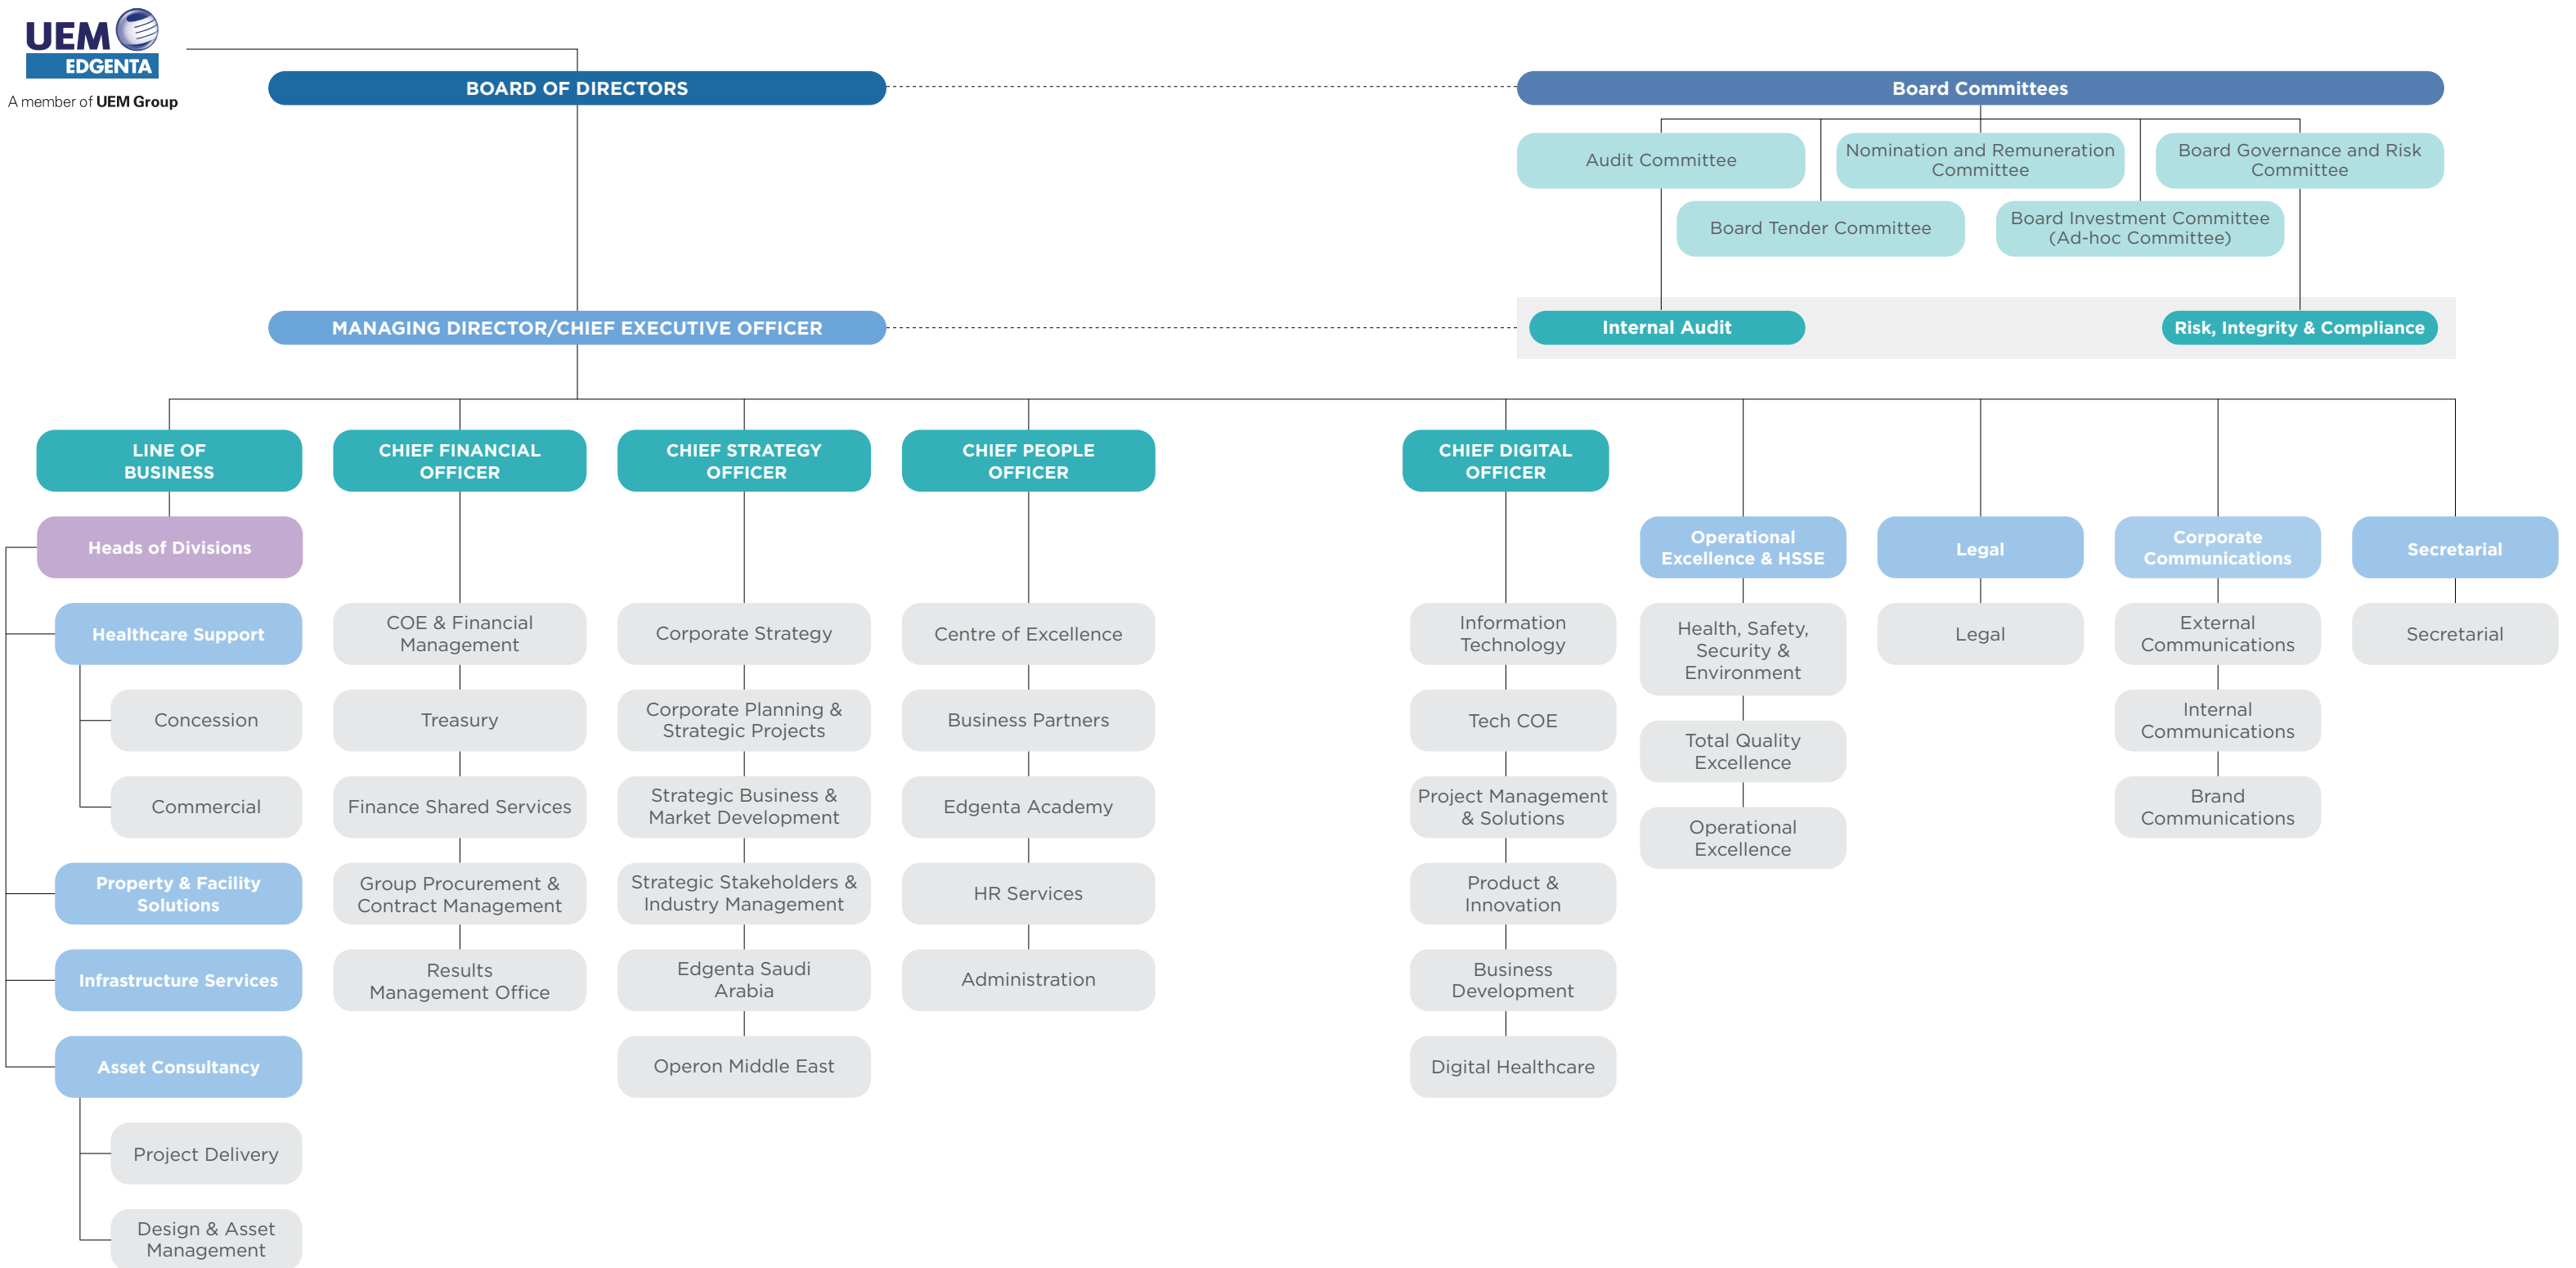 UEM
EDGENTA
A member of UEM Group
BOARD OF DIRECTORS
Board Committees
Audit Committee
Nomination and Remuneration
Committee
Board Governance and Risk
Committee
Board Tender Committee
Board Investment Committee
(Ad-hoc Committee)
MANAGING DIRECTOR/CHIEF EXECUTIVE OFFICER
Internal Audit
Risk, Integrity & Compliance
LINE OF
BUSINESS
Heads of Divisions
Healthcare Support
Concession
Commercial
Property & Facility
Solutions
Infrastructure Services
Asset Consultancy
Project Delivery
Design & Asset
Management
CHIEF FINANCIAL
OFFICER
COE & Financial
Management
Treasury
Finance Shared Services
Group Procurement &
Contract Management
Results
Management Office
CHIEF STRATEGY
OFFICER
Corporate Strategy
Corporate Planning &
Strategic Projects
Strategic Business &
Market Development
Strategic Stakeholders &
Industry Management
Edgenta Saudi
Arabia
Operon Middle East
CHIEF PEOPLE
OFFICER
Centre of Excellence
Business Partners
Edgenta Academy
HR Services
Administration
CHIEF DIGITAL
OFFICER
Information
Technology
Tech COE
Project Management
& Solutions
Product &
Innovation
Business
Development
Digital Healthcare
Operational
Excellence & HSSE
Health, Safety,
Security &
Environment
Total Quality
Excellence
Operational
Excellence
Legal
Legal
Corporate
Communications
External
Communications
Internal
Communications
Brand
Communications
Secretarial
Secretarial